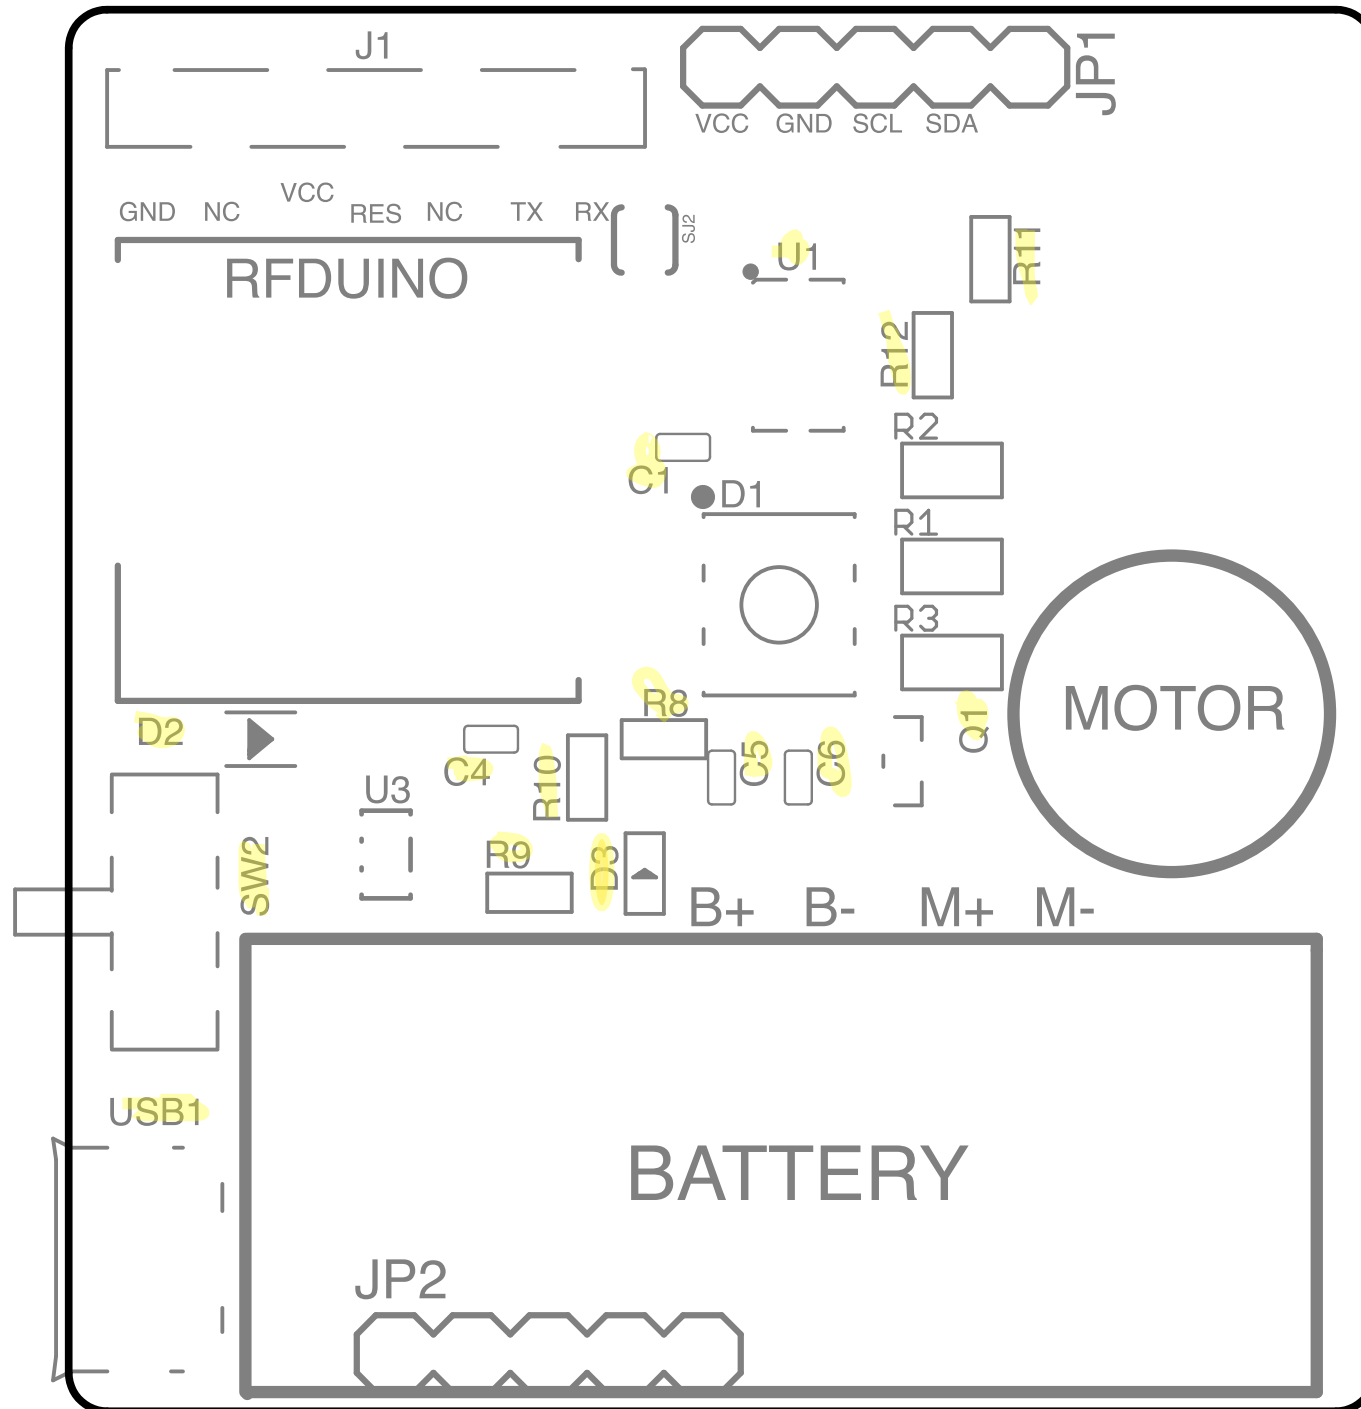 J1
JP1
VCC GND SCL SDA
GND NC VCC RES NC TX RX
SJ2
RFDUINO
U1
R11
R12
R2
C1
D1
R1
R3
R8
D2
Q1
MOTOR
C4
R10
C5
C6
U3
R9
D3
SW2
B+ B- M+ M-
USB1
BATTERY
JP2